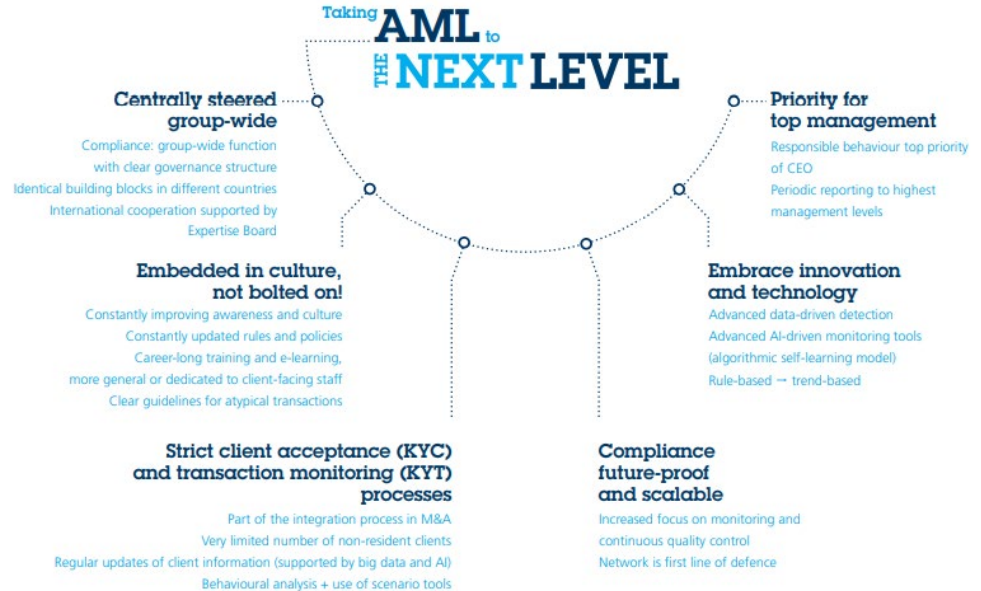 Taking AML to
THE NEXT LEVEL
Centrally steered
group-wide
Compliance: group-wide function
with clear governance structure
Identical building blocks in different countries
International cooperation supported by
Expertise Board
Embedded in culture,
not bolted on!
Constantly improving awareness and culture
Constantly updated rules and policies
Career-long training and e-learning,
more general or dedicated to client-facing staff
Clear guidelines for atypical transactions
Strict client acceptance (KYC)
and transaction monitoring (KYT)
processes
Part of the integration process in M&A
Very limited number of non-resident clients
Regular updates of client information (supported by big data and AI)
Behavioural analysis + use of scenario tools
Compliance
future-proof
and scalable
Increased focus on monitoring and
continuous quality control
Network is first line of defence
Embrace innovation
and technology
Advanced data-driven detection
Advanced AI-driven monitoring tools
(algorithmic self-learning model)
Rule-based → trend-based
Priority for
top management
Responsible behaviour top priority
of CEO
Periodic reporting to highest
management levels